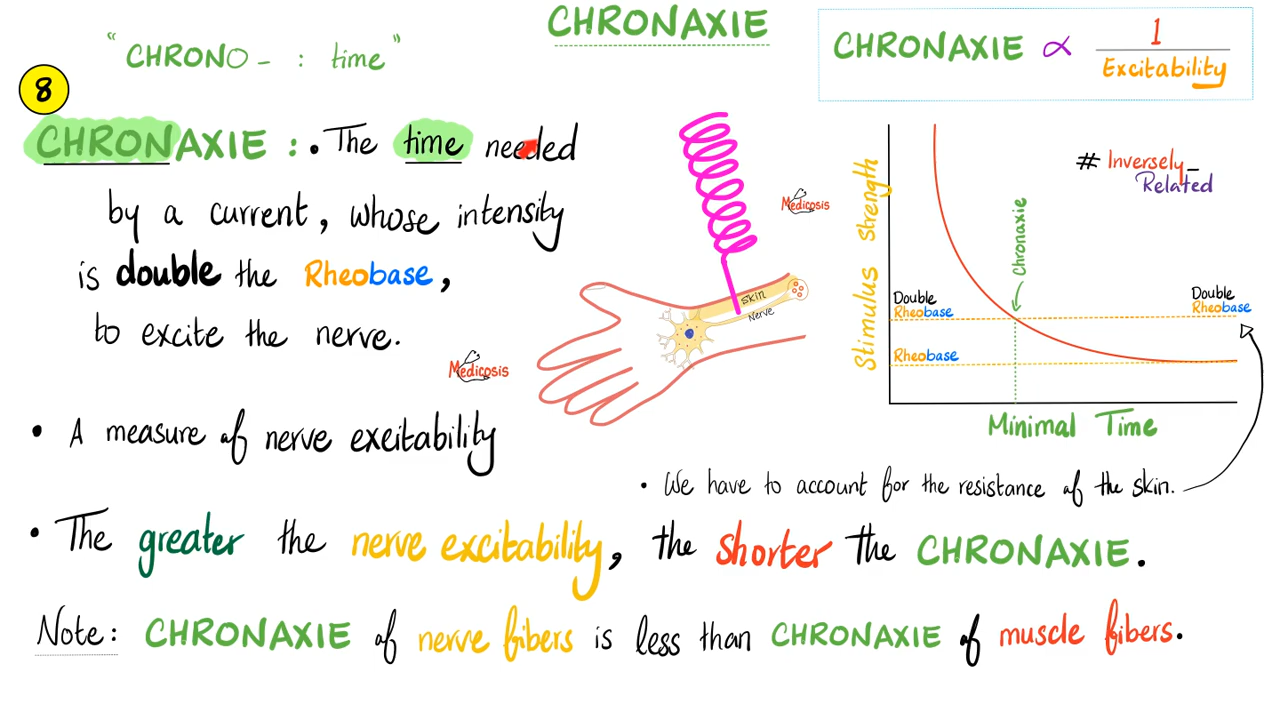 CHRONAXIE
"CHRONO - : time"
CHRONAXIE ∝ 1
Excitability
8
CHRONAXIE : • The time needed
by a current, whose intensity
is double the Rheobase,
to excite the nerve.
Medicosis
• A measure of nerve excitability
Medicosis
skin
nerve
# Inversely_
Related
Stimulus Strength
Chronaxie
Double
Rheobase
Double
Rheobase
Rheobase
Minimal Time
• We have to account for the resistance of the skin.
• The greater the nerve excitability, the shorter the CHRONAXIE.
Note: CHRONAXIE of nerve fibers is less than CHRONAXIE of muscle fibers.